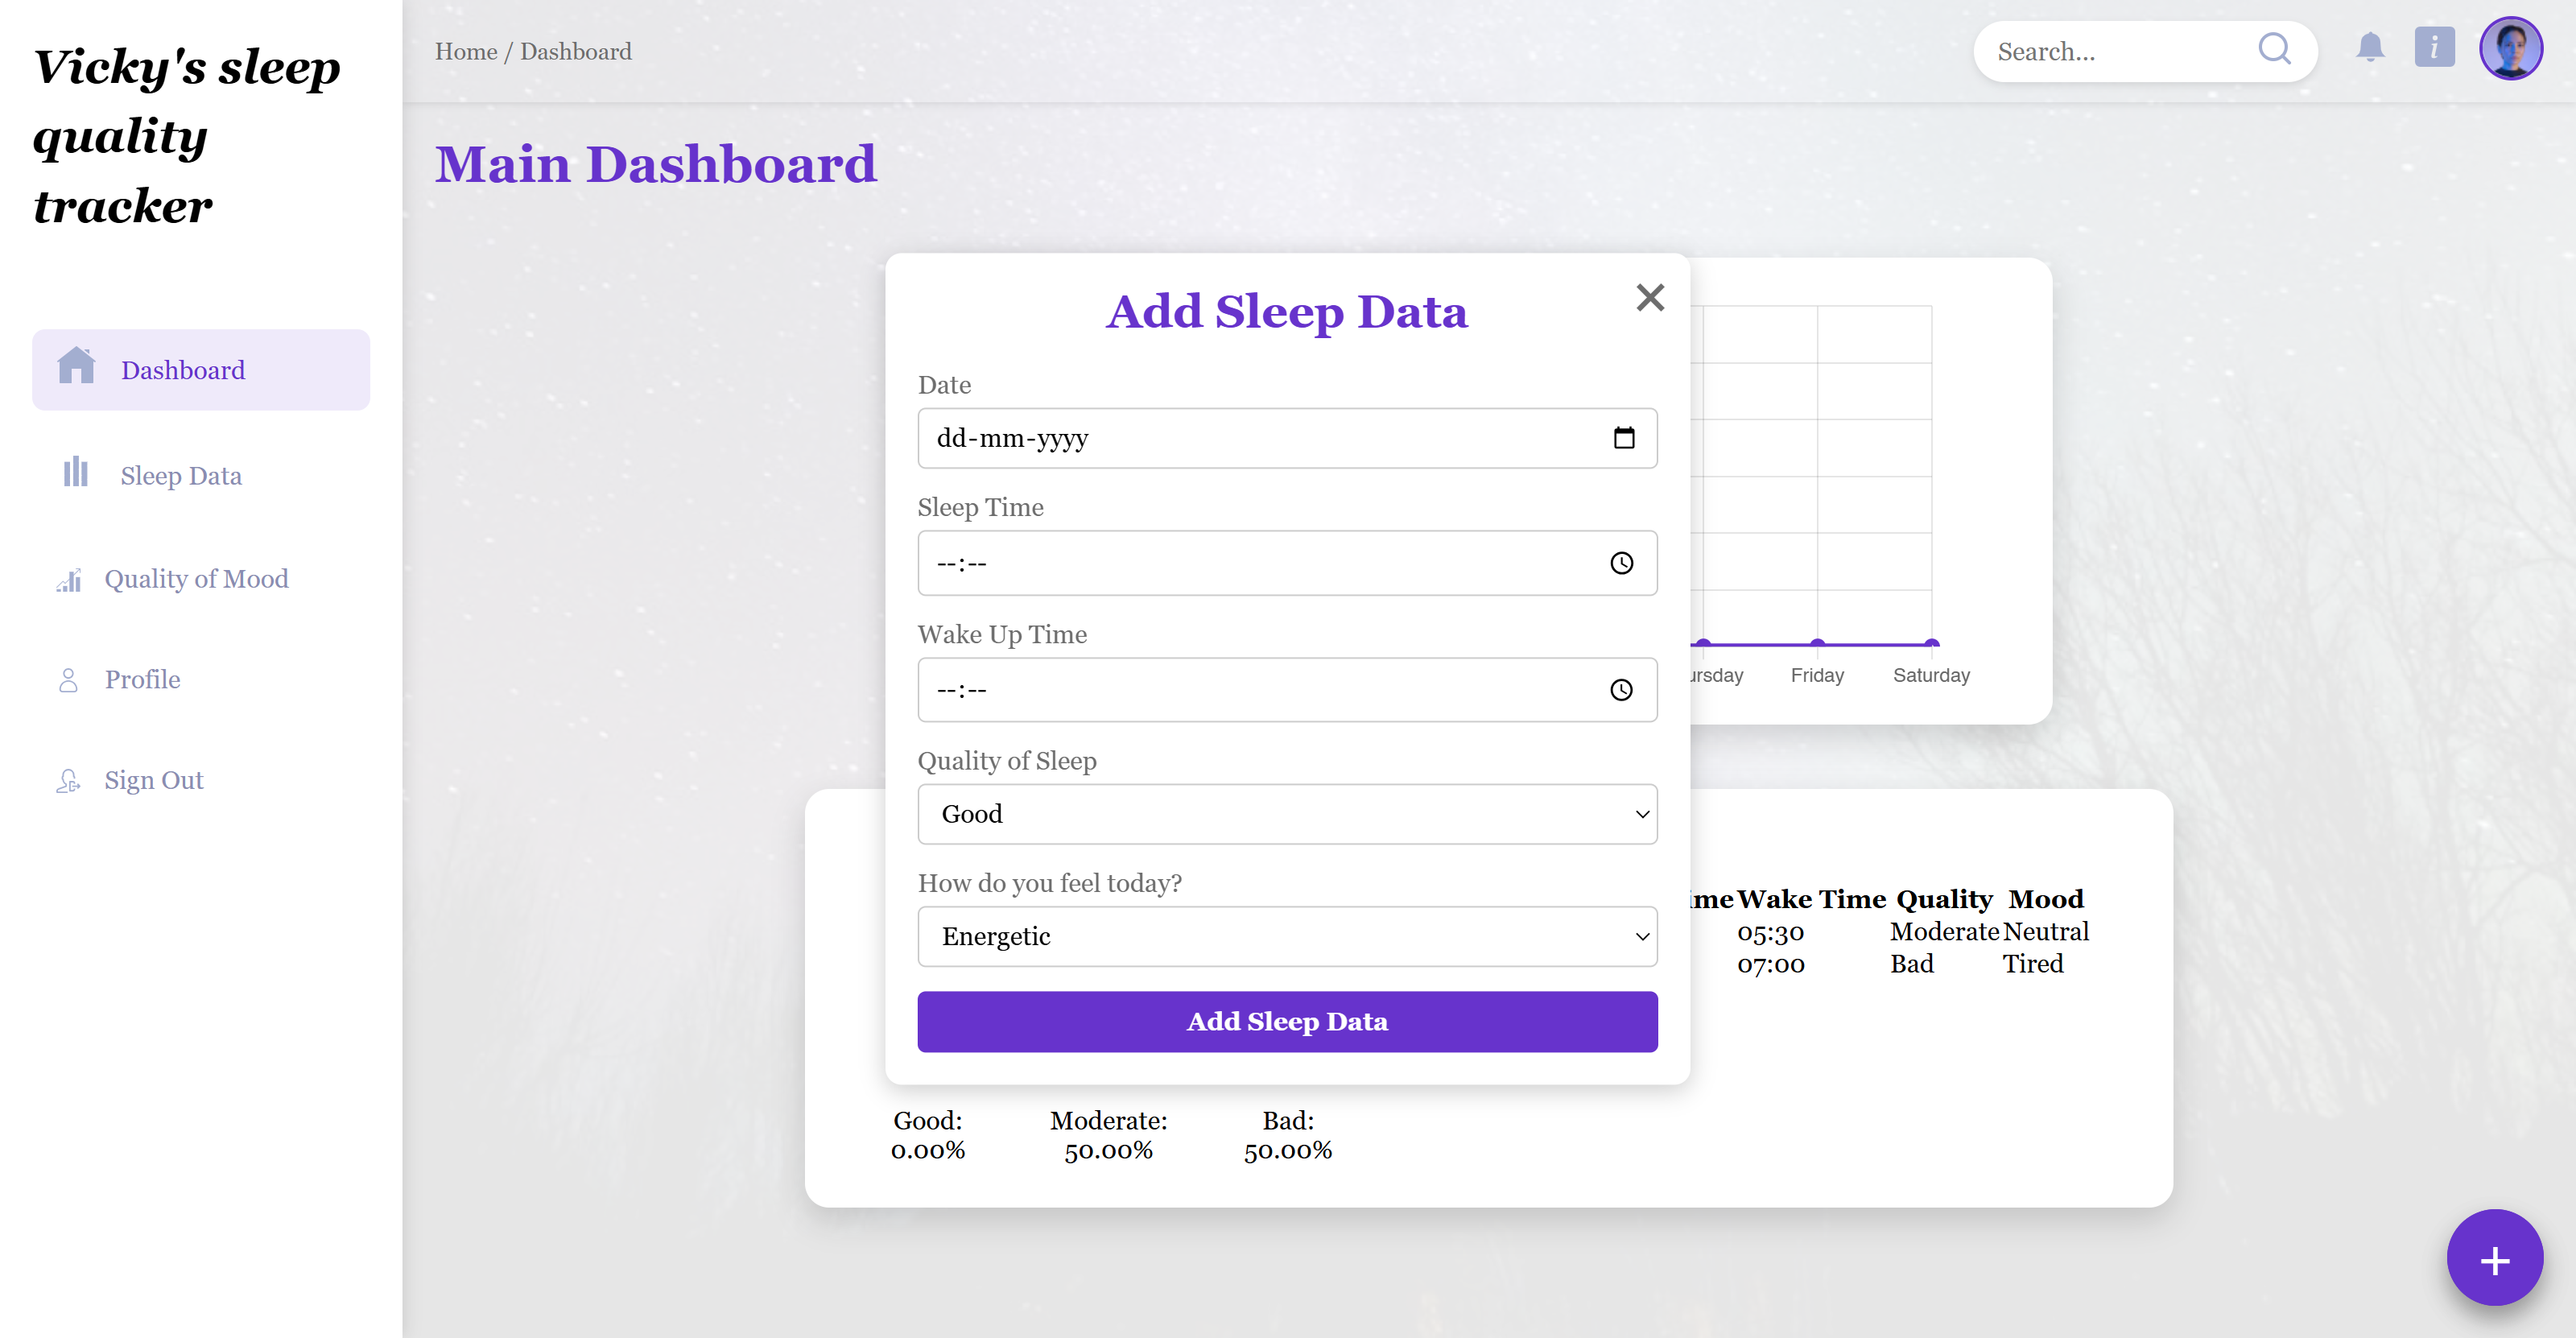 Vicky's sleep
quality
tracker
Dashboard
Sleep Data
Quality of Mood
Profile
Sign Out
Home / Dashboard
Search...
i
Main Dashboard
Add Sleep Data
Date
dd-mm-yyyy
Sleep Time
--:--
Wake Up Time
--:--
Quality of Sleep
Good
How do you feel today?
Energetic
Add Sleep Data
ursday Friday Saturday
ime Wake Time Quality Mood
05:30 Moderate Neutral
07:00 Bad Tired
Good: Moderate: Bad:
0.00% 50.00% 50.00%
+